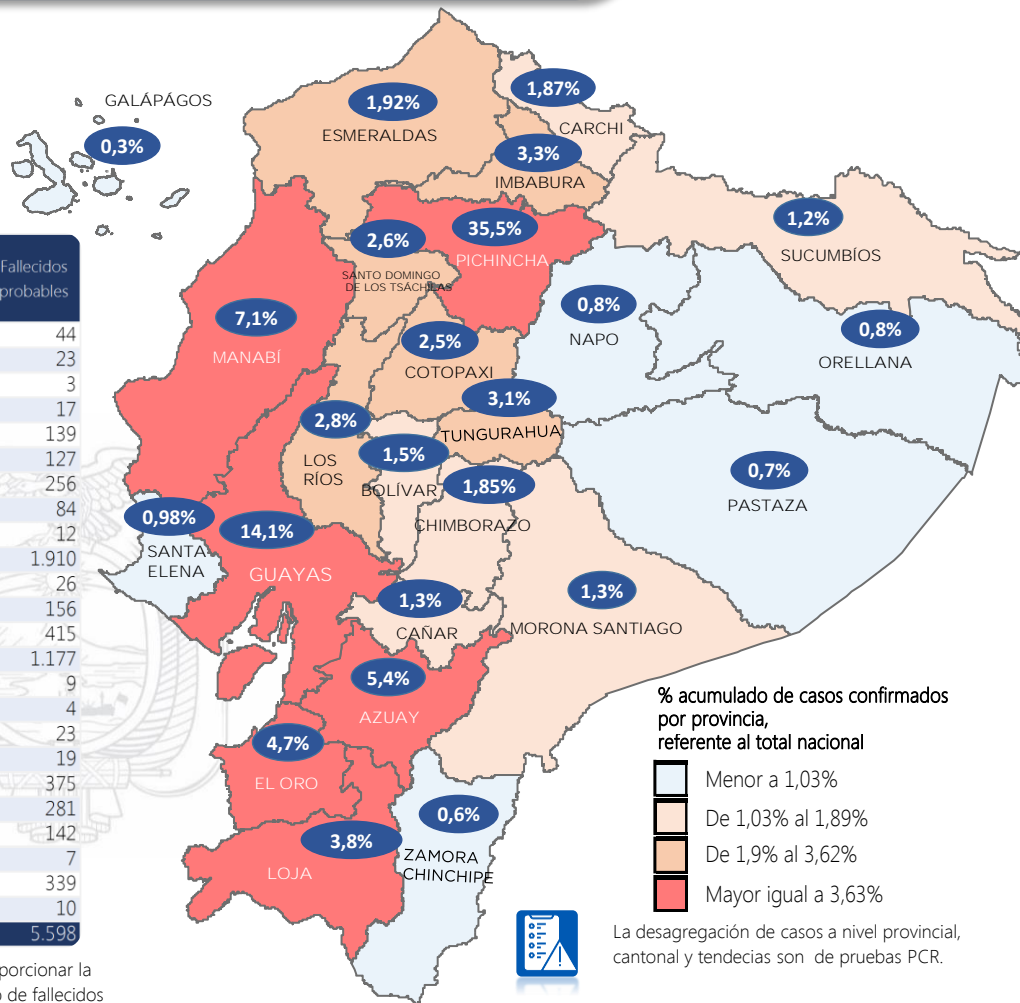 GALÁPÁGOS
0,3%
1,92%
ESMERALDAS
1,87%
CARCHI
3,3%
IMBABURA
1,2%
SUCUMBÍOS
2,6%
SANTO DOMINGO
DE LOS TSÁCHILAS
35,5%
PICHINCHA
7,1%
MANABÍ
0,8%
NAPO
0,8%
ORELLANA
2,5%
COTOPAXI
3,1%
TUNGURAHUA
2,8%
LOS
RÍOS
1,5%
BOLÍVAR
1,85%
CHIMBORAZO
0,7%
PASTAZA
0,98%
SANTA
ELENA
14,1%
GUAYAS
1,3%
CAÑAR
1,3%
MORONA SANTIAGO
5,4%
AZUAY
4,7%
EL ORO
3,8%
LOJA
0,6%
ZAMORA
CHINCHIPE
Fallecidos
probables
44
23
3
17
139
127
256
84
12
1.910
26
156
415
1.177
9
4
23
19
375
281
142
7
339
10
5.598
porcionar la
o de fallecidos
% acumulado de casos confirmados
por provincia,
referente al total nacional
Menor a 1,03%
De 1,03% al 1,89%
De 1,9% al 3,62%
Mayor igual a 3,63%
La desagregación de casos a nivel provincial,
cantonal y tendecias son de pruebas PCR.